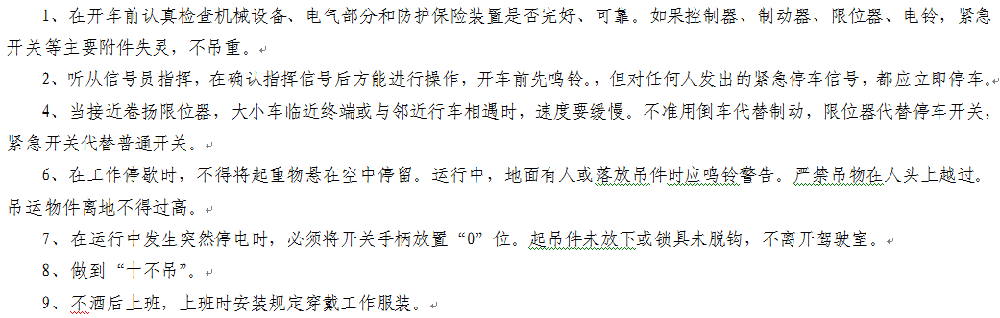 1、在开车前认真检查机械设备、电气部分和防护保险装置是否完好、可靠。如果控制器、制动器、限位器、电铃，紧急
开关等主要附件失灵，不吊重。
2、听从信号员指挥，在确认指挥信号后方能进行操作，开车前先鸣铃。，但对任何人发出的紧急停车信号，都应立即停车。
4、当接近卷扬限位器，大小车临近终端或与邻近行车相遇时，速度要缓慢。不准用倒车代替制动，限位器代替停车开关，
紧急开关代替普通开关。
6、在工作停歇时，不得将起重物悬在空中停留。运行中，地面有人或落放吊件时应鸣铃警告。严禁吊物在人头上越过。
吊运物件离地不得过高。
7、在运行中发生突然停电时，必须将开关手柄放置“0”位。起吊件未放下或锁具未脱钩，不离开驾驶室。
8、做到“十不吊”。
9、不酒后上班，上班时安装规定穿戴工作服装。